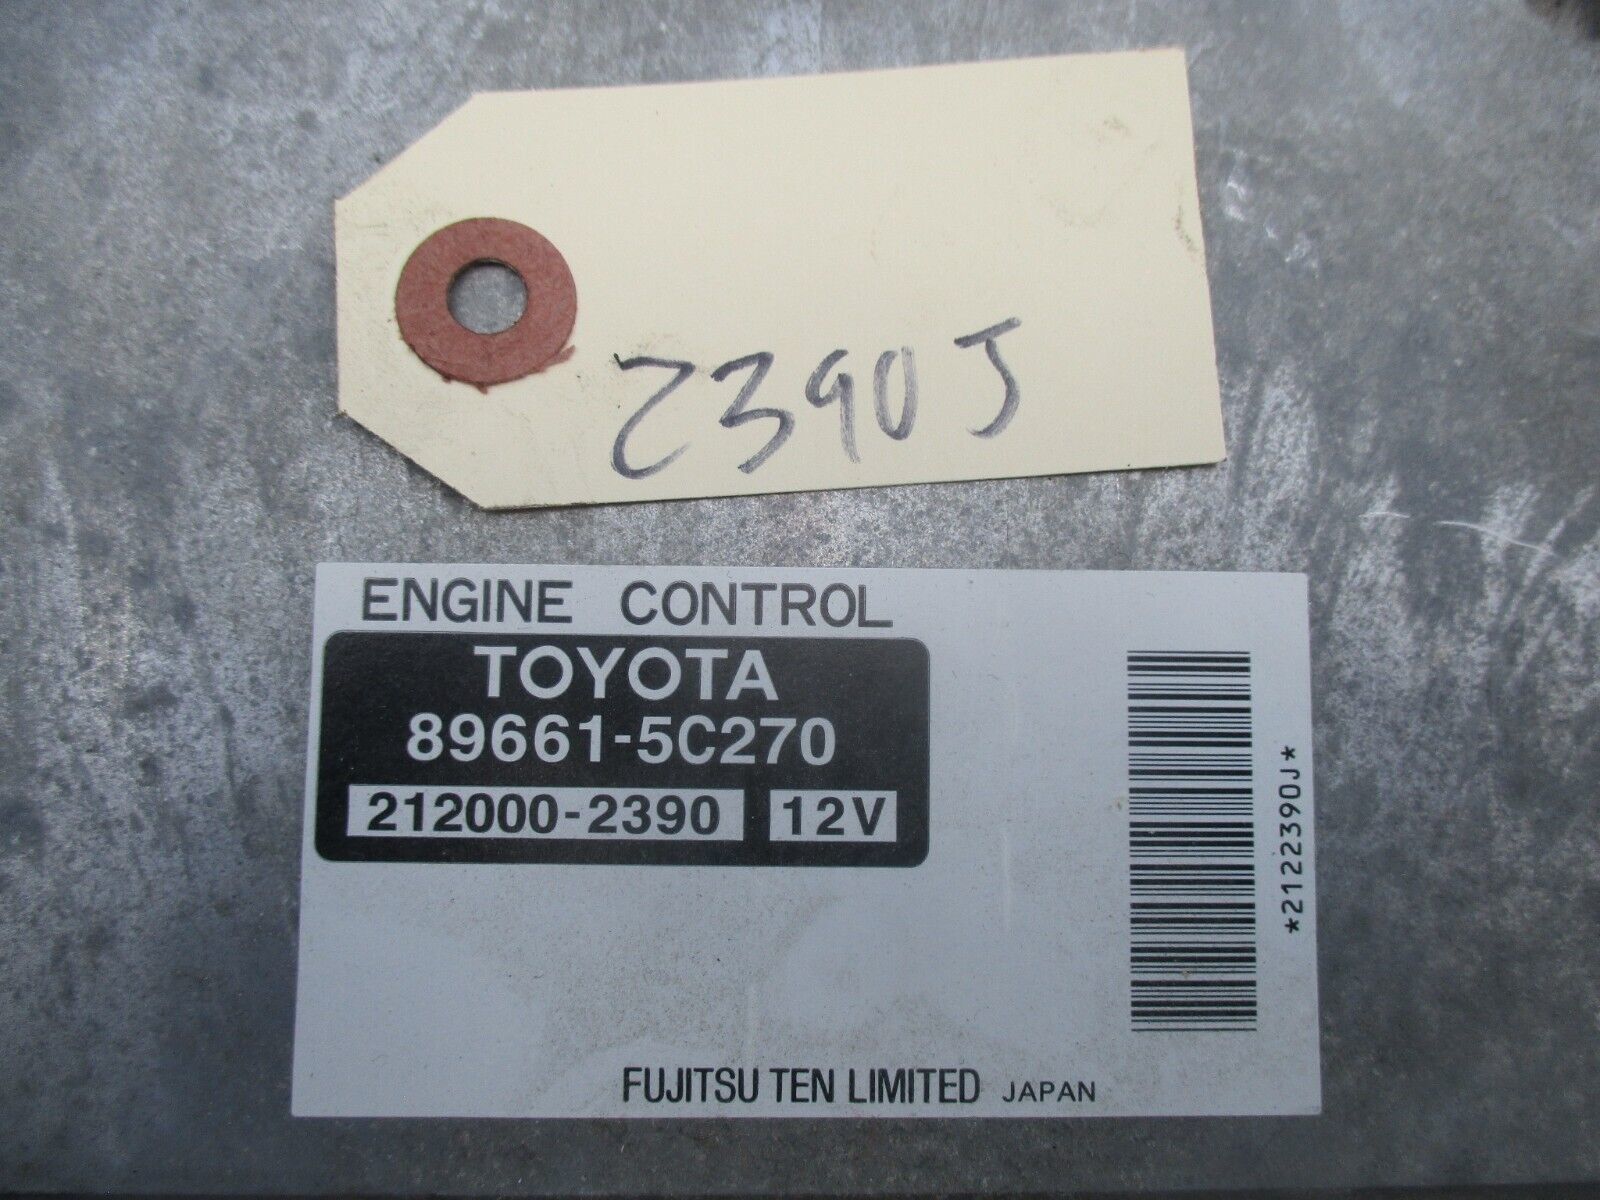 2390J
ENGINE CONTROL
TOYOTA
89661-5C270
212000-2390 12V
*2122390J*
FUJITSU TEN LIMITED JAPAN